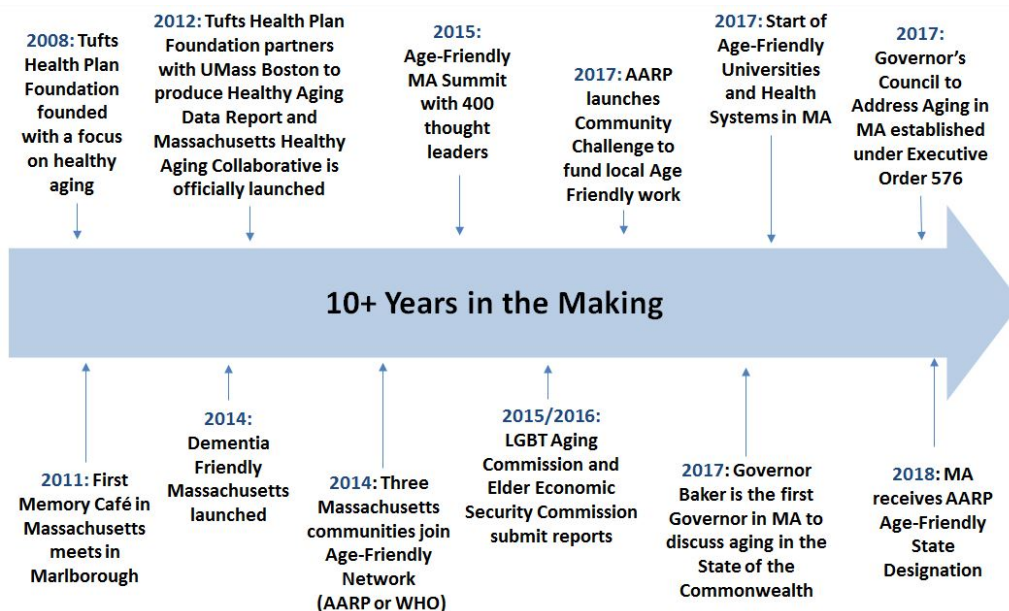 2008: Tufts
Health Plan
Foundation
founded
with a focus
on healthy
aging
2012: Tufts Health Plan
Foundation partners
with UMass Boston to
produce Healthy Aging
Data Report and
Massachusetts Healthy
Aging Collaborative is
officially launched
2015:
Age-Friendly
MA Summit
with 400
thought
leaders
2017: AARP
launches
Community
Challenge to
fund local Age
Friendly work
2017: Start of
Age-Friendly
Universities
and Health
Systems in MA
2017:
Governor's
Council to
Address Aging in
MA established
under Executive
Order 576
10+ Years in the Making
2011: First
Memory Café in
Massachusetts
meets in
Marlborough
2014:
Dementia
Friendly
Massachusetts
launched
2014: Three
Massachusetts
communities join
Age-Friendly
Network
(AARP or WHO)
2015/2016:
LGBT Aging
Commission and
Elder Economic
Security Commission
submit reports
2017: Governor
Baker is the first
Governor in MA to
discuss aging in the
State of the
Commonwealth
2018: MA
receives AARP
Age-Friendly
State
Designation